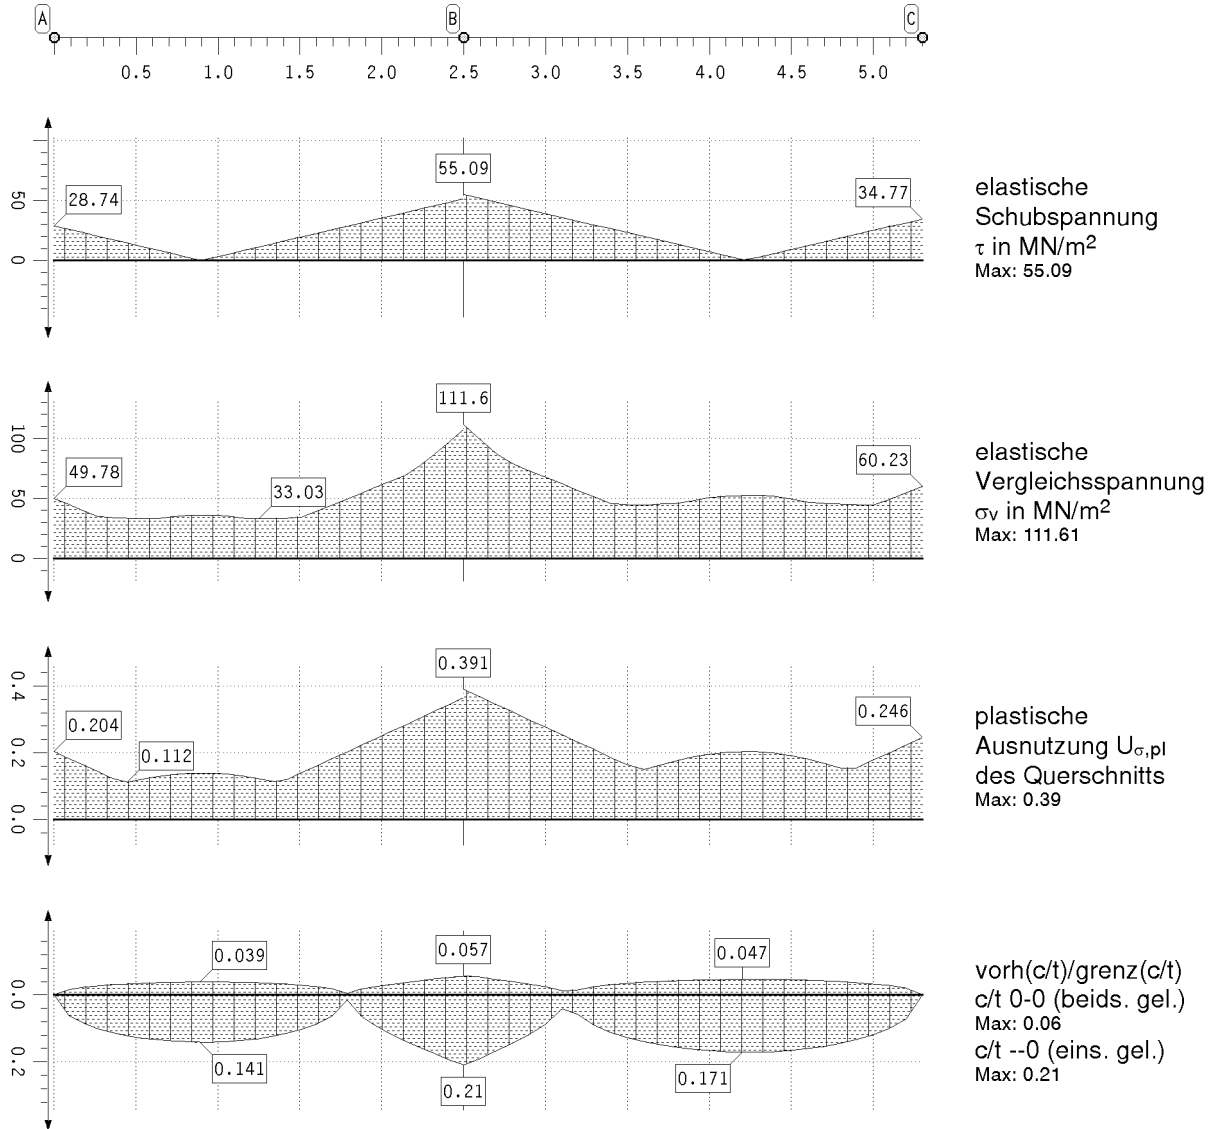 A B C
0.5 1.0 1.5 2.0 2.5 3.0 3.5 4.0 4.5 5.0
50
0
28.74
55.09
34.77
elastische
Schubspannung
τ in MN/m²
Max: 55.09
100
50
0
49.78
33.03
111.6
60.23
elastische
Vergleichsspannung
σv in MN/m²
Max: 111.61
0.4
0.2
0.0
0.204
0.112
0.391
0.246
plastische
Ausnutzung Uσ,pl
des Querschnitts
Max: 0.39
0.0
0.2
0.039
0.057
0.047
0.141
0.21
0.171
vorh(c/t)/grenz(c/t)
c/t 0-0 (beids. gel.)
Max: 0.06
c/t --0 (eins. gel.)
Max: 0.21